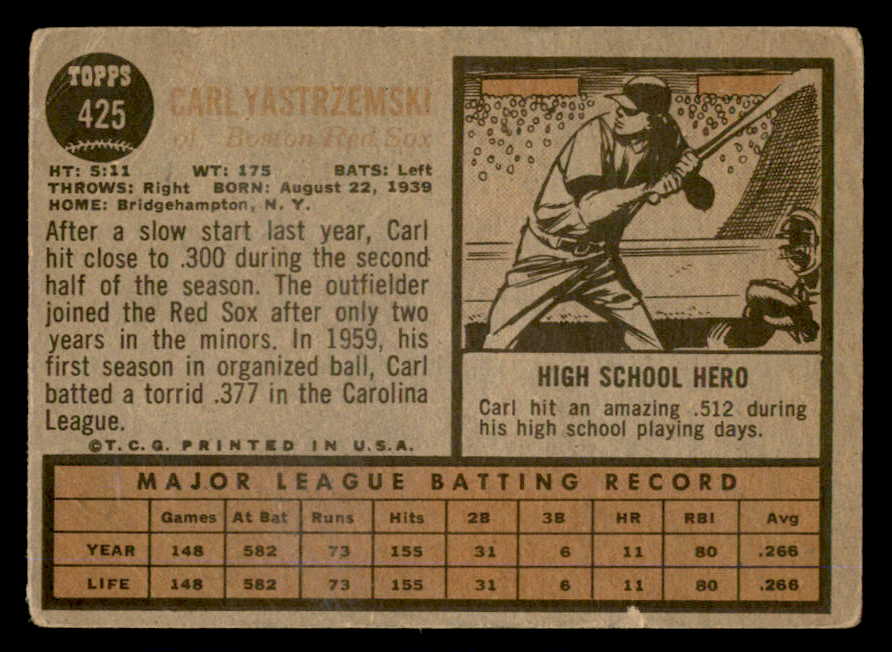 TOPPS
425
CARL YASTRZEMSKI
of Boston Red Sox
HT: 5:11 WT: 175 BATS: Left
THROWS: Right BORN: August 22, 1939
HOME: Bridgehampton, N. Y.
After a slow start last year, Carl
hit close to .300 during the second
half of the season. The outfielder
joined the Red Sox after only two
years in the minors. In 1959, his
first season in organized ball, Carl
batted a torrid .377 in the Carolina
League.
©T.C.G. PRINTED IN U.S.A.
HIGH SCHOOL HERO
Carl hit an amazing .512 during
his high school playing days.
MAJOR LEAGUE BATTING RECORD
Games At Bat Runs Hits 2B 3B HR RBI Avg
YEAR 148 582 73 155 31 6 11 80 .266
LIFE 148 582 73 155 31 6 11 80 .266